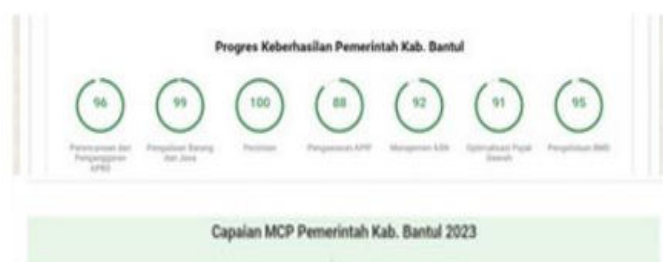 Progres Keberhasilan Pemerintah Kab. Bantul
96 99 100 88 92 91 95
Perencanaan dan Penganggaran APBD
Pengadaan Barang dan Jasa
Perizinan
Pengawasan APIP
Manajemen ASN
Optimalisasi Pajak Daerah
Pengelolaan BMD
Capaian MCP Pemerintah Kab. Bantul 2023